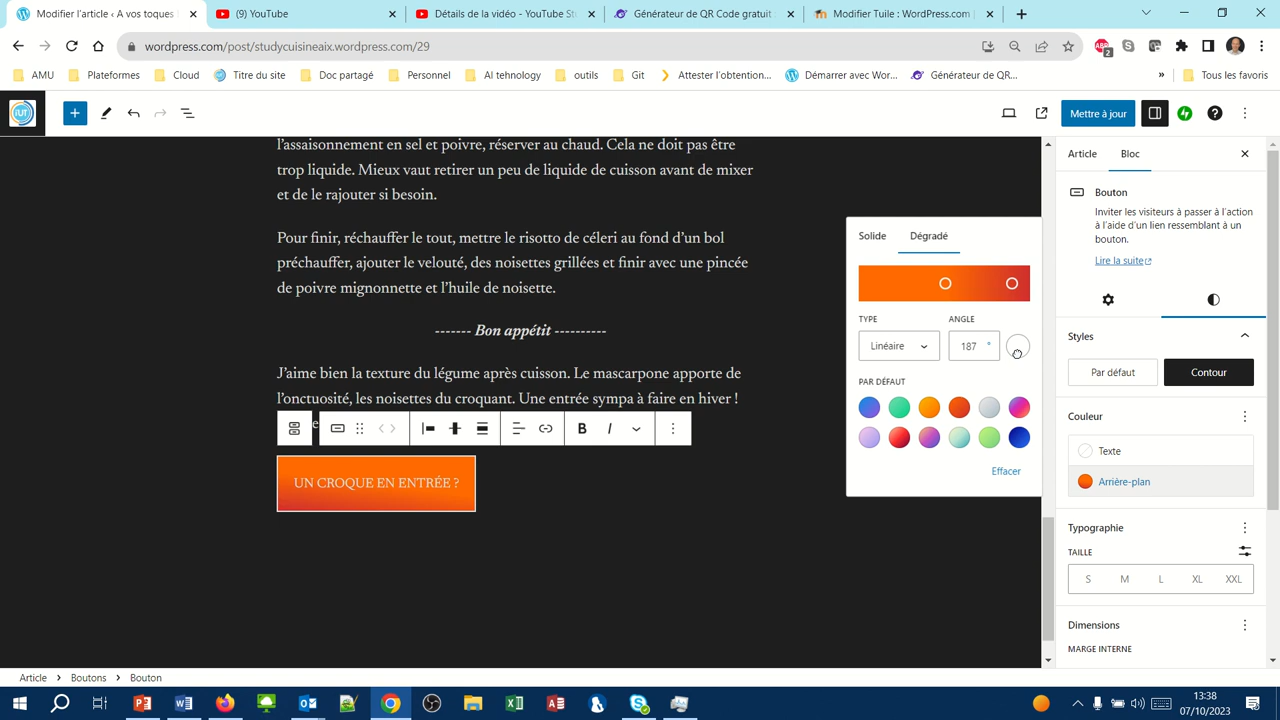 Modifier l'article « A vos toques
(9) YouTube
Détails de la vidéo - YouTube Stu
Générateur de QR Code gratuit :
Modifier Tuile : WordPress.com |
wordpress.com/post/studycuisineaix.wordpress.com/29
2
AMU
Plateformes
Cloud
Titre du site
Doc partagé
Personnel
AI tehnology
outils
Git
Attester l'obtention...
Démarrer avec Wor...
Générateur de QR...
»
Tous les favoris
IUT
Mettre à jour
l'assaisonnement en sel et poivre, réserver au chaud. Cela ne doit pas être
trop liquide. Mieux vaut retirer un peu de liquide de cuisson avant de mixer
et de le rajouter si besoin.
Pour finir, réchauffer le tout, mettre le risotto de céleri au fond d'un bol
préchauffer, ajouter le velouté, des noisettes grillées et finir avec une pincée
de poivre mignonnette et l'huile de noisette.
------- Bon appétit ----------
J'aime bien la texture du légume après cuisson. Le mascarpone apporte de
l'onctuosité, les noisettes du croquant. Une entrée sympa à faire en hiver !
B I
UN CROQUE EN ENTRÉE ?
Solide
Dégradé
TYPE
ANGLE
Linéaire
187 °
PAR DÉFAUT
Effacer
Article
Bloc
Bouton
Inviter les visiteurs à passer à l'action
à l'aide d'un lien ressemblant à un
bouton.
Lire la suite
Styles
Par défaut
Contour
Couleur
Texte
Arrière-plan
Typographie
TAILLE
S M L XL XXL
Dimensions
MARGE INTERNE
Article
Boutons
Bouton
13:38
07/10/2023